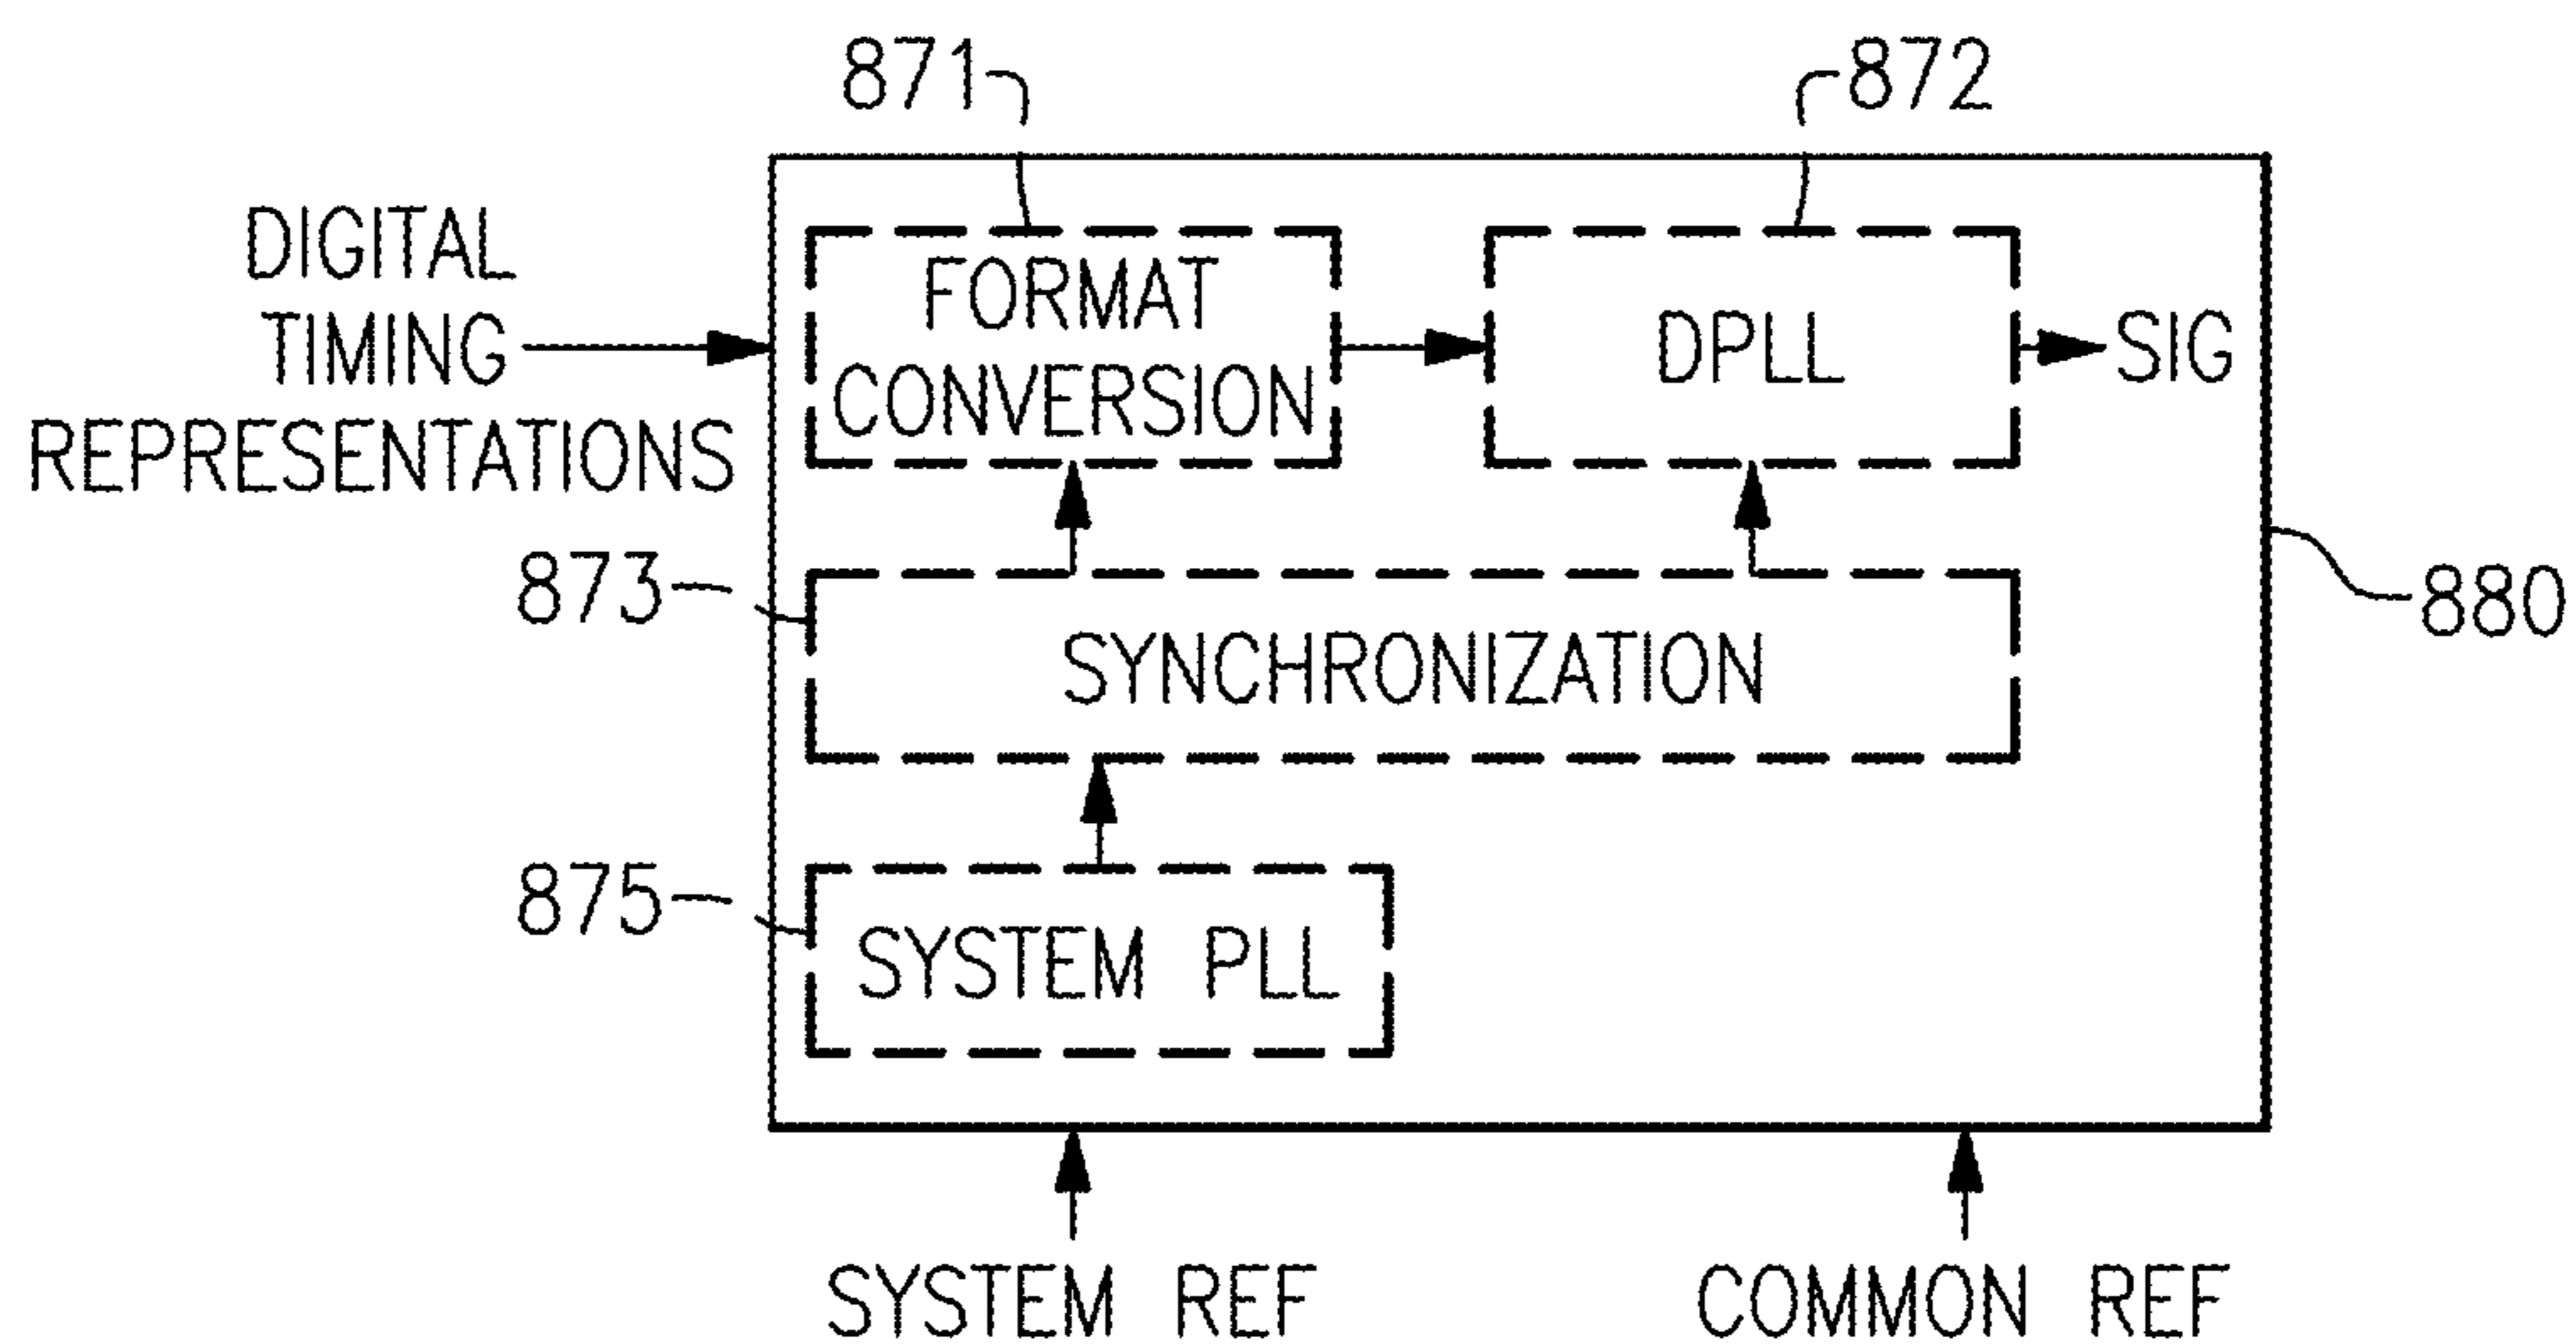 871
872
DIGITAL
TIMING
REPRESENTATIONS
FORMAT
CONVERSION
DPLL
SIG
873
SYNCHRONIZATION
880
875
SYSTEM PLL
SYSTEM REF
COMMON REF